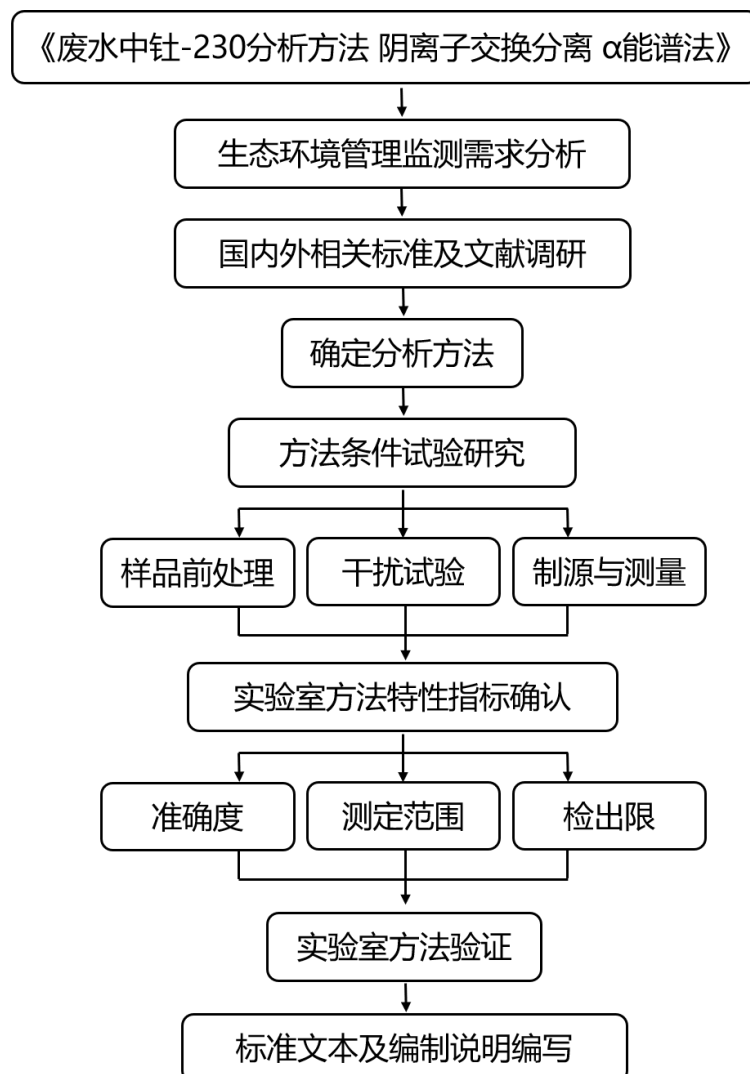 《废水中钍-230分析方法 阴离子交换分离 α能谱法》
生态环境管理监测需求分析
国内外相关标准及文献调研
确定分析方法
方法条件试验研究
样品前处理
干扰试验
制源与测量
实验室方法特性指标确认
准确度
测定范围
检出限
实验室方法验证
标准文本及编制说明编写